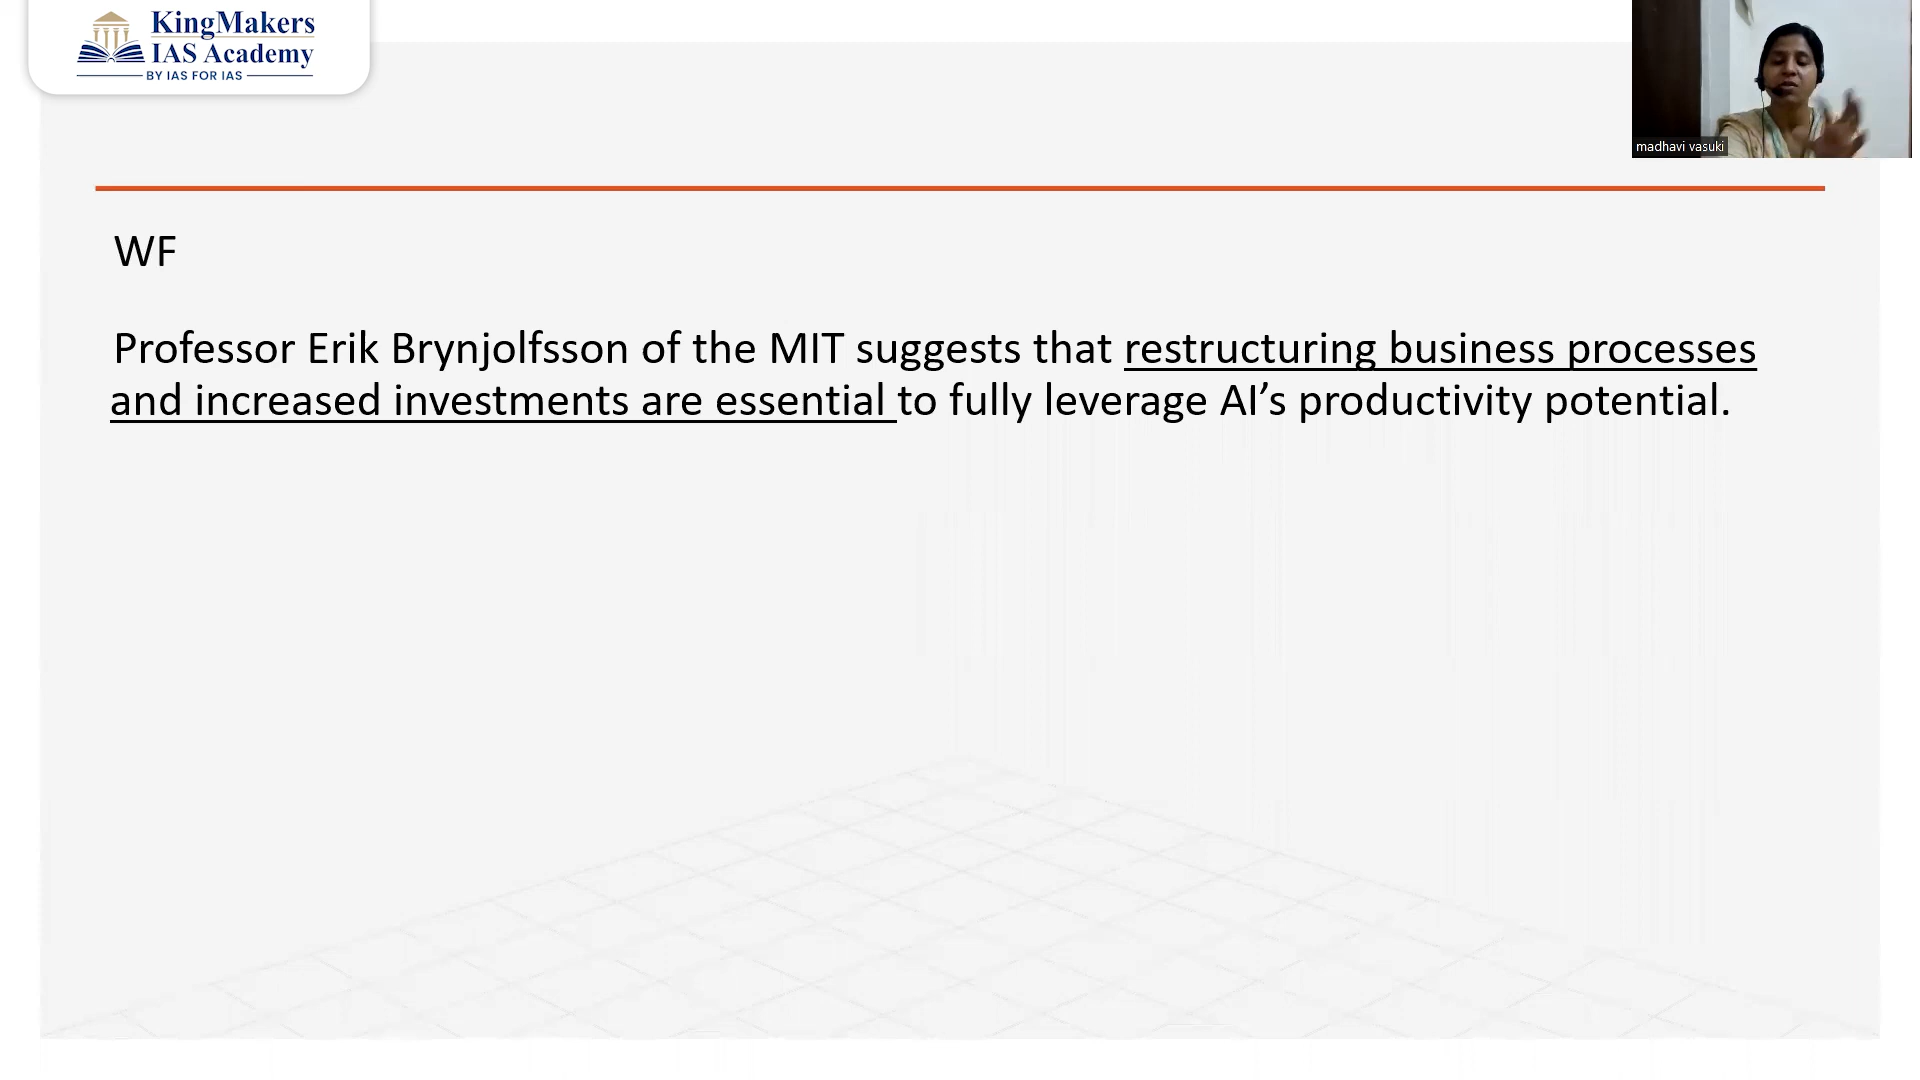 KingMakers
IAS Academy
BY IAS FOR IAS
madhavi vasuki
WF
Professor Erik Brynjolfsson of the MIT suggests that restructuring business processes
and increased investments are essential to fully leverage AI’s productivity potential.